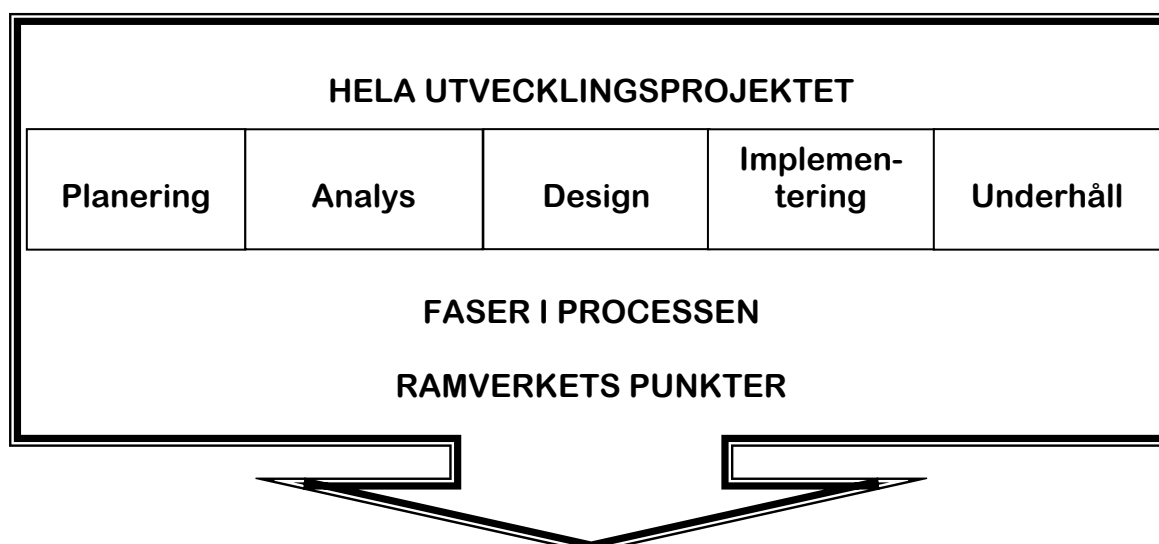 HELA UTVECKLINGSPROJEKTET
Planering
Analys
Design
Implemen-
tering
Underhåll
FASER I PROCESSEN
RAMVERKETS PUNKTER